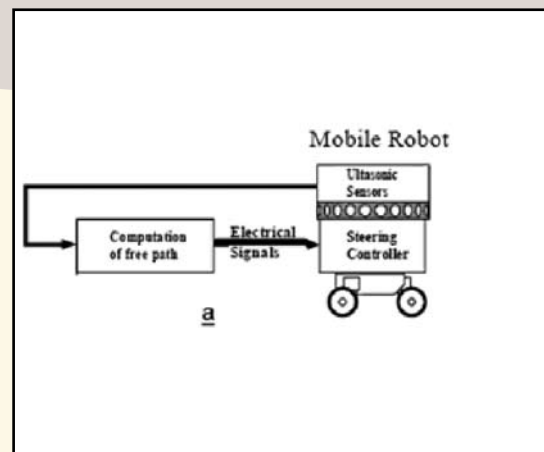 Mobile Robot
Ultasonic
Sensors
Computation
of free path
Electrical
Signals
Steering
Controller
a